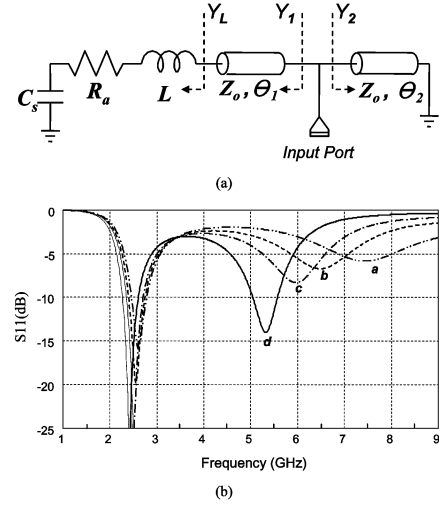 Y_L Y_1 Y_2
C_s R_a L Z_o, Θ_1 Z_o, Θ_2
Input Port
(a)
0
-5
-10
-15
-20
-25
S11(dB)
a
b
c
d
1 2 3 4 5 6 7 8 9
Frequency (GHz)
(b)